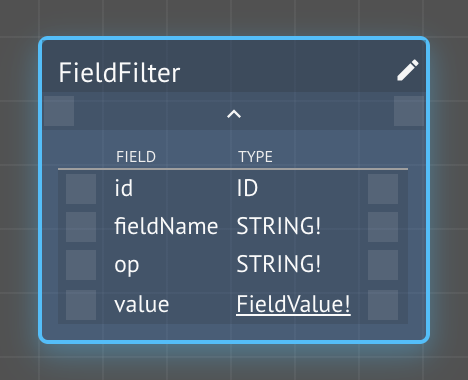 FieldFilter
FIELD TYPE
id ID
fieldName STRING!
op STRING!
value FieldValue!